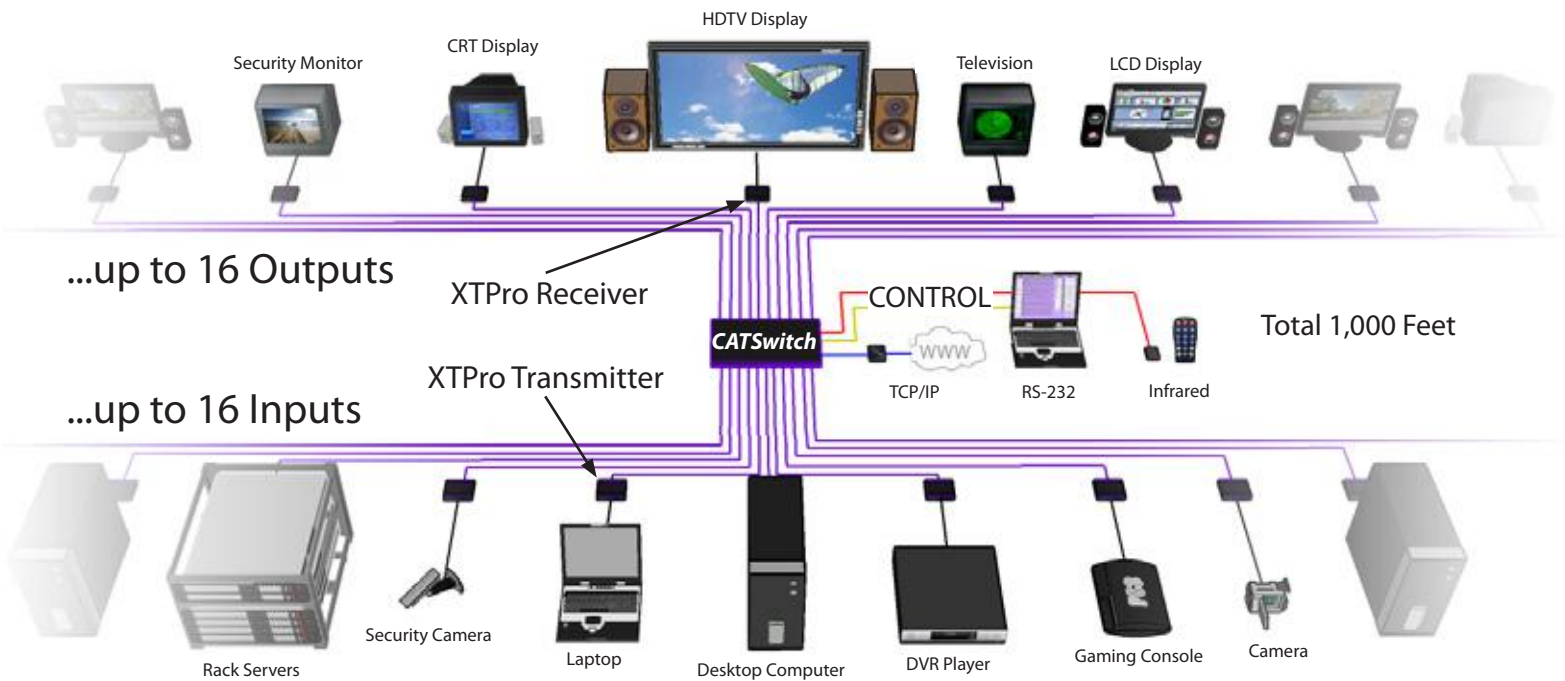 HDTV Display
CRT Display
Security Monitor
Television
LCD Display
...up to 16 Outputs
XTPro Receiver
CONTROL
Total 1,000 Feet
CATSwitch
WWW
TCP/IP
RS-232
Infrared
XTPro Transmitter
...up to 16 Inputs
Rack Servers
Security Camera
Laptop
Desktop Computer
DVR Player
Gaming Console
Camera